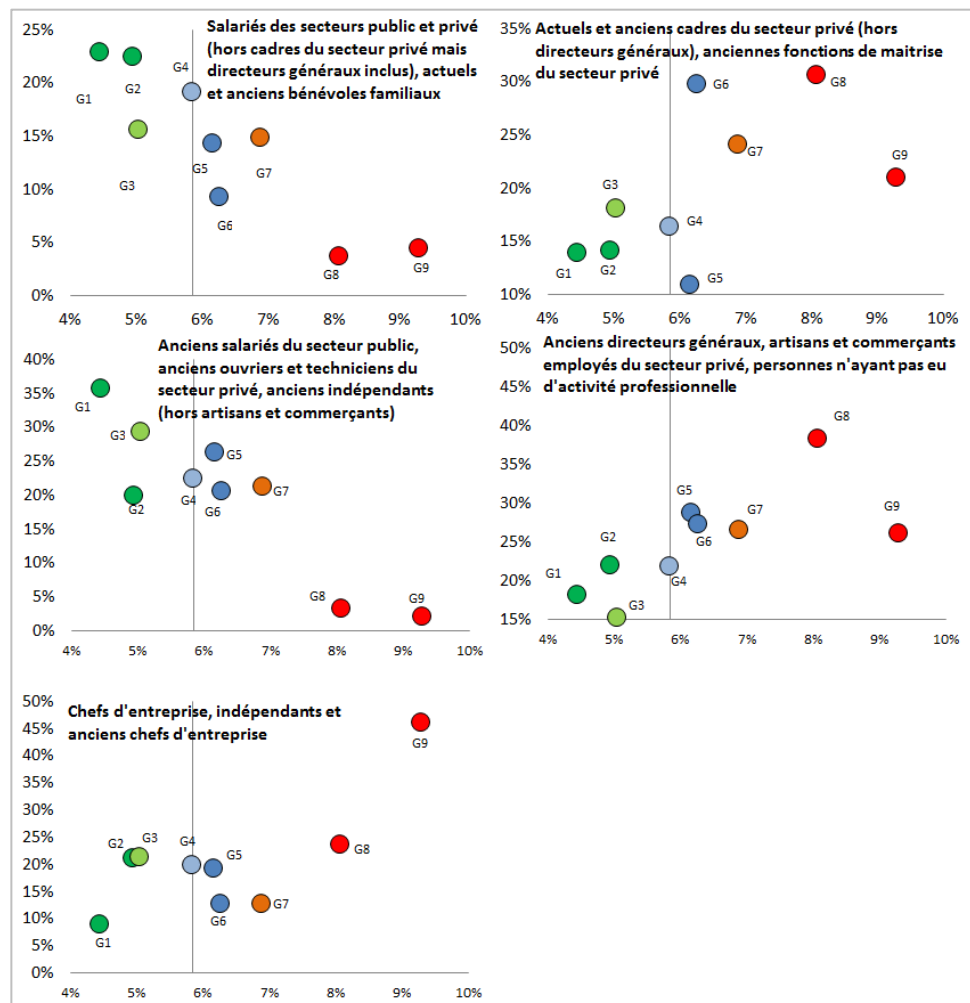 Salariés des secteurs public et privé
(hors cadres du secteur privé mais
directeurs généraux inclus), actuels
et anciens bénévoles familiaux
25%
20%
15%
10%
5%
0%
G1
G2
G3
G4
G5
G6
G7
G8
G9
4% 5% 6% 7% 8% 9% 10%
Actuels et anciens cadres du secteur privé (hors
directeurs généraux), anciennes fonctions de maitrise
du secteur privé
35%
30%
25%
20%
15%
10%
G1
G2
G3
G4
G5
G6
G7
G8
G9
4% 5% 6% 7% 8% 9% 10%
Anciens salariés du secteur public,
anciens ouvriers et techniciens du
secteur privé, anciens indépendants
(hors artisans et commerçants)
40%
35%
30%
25%
20%
15%
10%
5%
0%
G1
G2
G3
G4
G5
G6
G7
G8
G9
4% 5% 6% 7% 8% 9% 10%
Anciens directeurs généraux, artisans et commerçants
employés du secteur privé, personnes n'ayant pas eu
d'activité professionnelle
50%
45%
40%
35%
30%
25%
20%
15%
G1
G2
G3
G4
G5
G6
G7
G8
G9
4% 5% 6% 7% 8% 9% 10%
Chefs d'entreprise, indépendants et
anciens chefs d'entreprise
50%
45%
40%
35%
30%
25%
20%
15%
10%
5%
0%
G1
G2
G3
G4
G5
G6
G7
G8
G9
4% 5% 6% 7% 8% 9% 10%